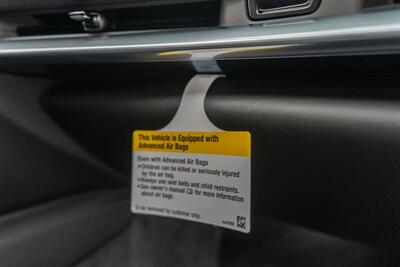 This Vehicle is Equipped with
Advanced Air Bags
Even with Advanced Air Bags
• Children can be killed or seriously injured
by the air bag.
• Always use seat belts and child restraints.
• See owner's manual for more information
about air bags.
To be removed by customer only.